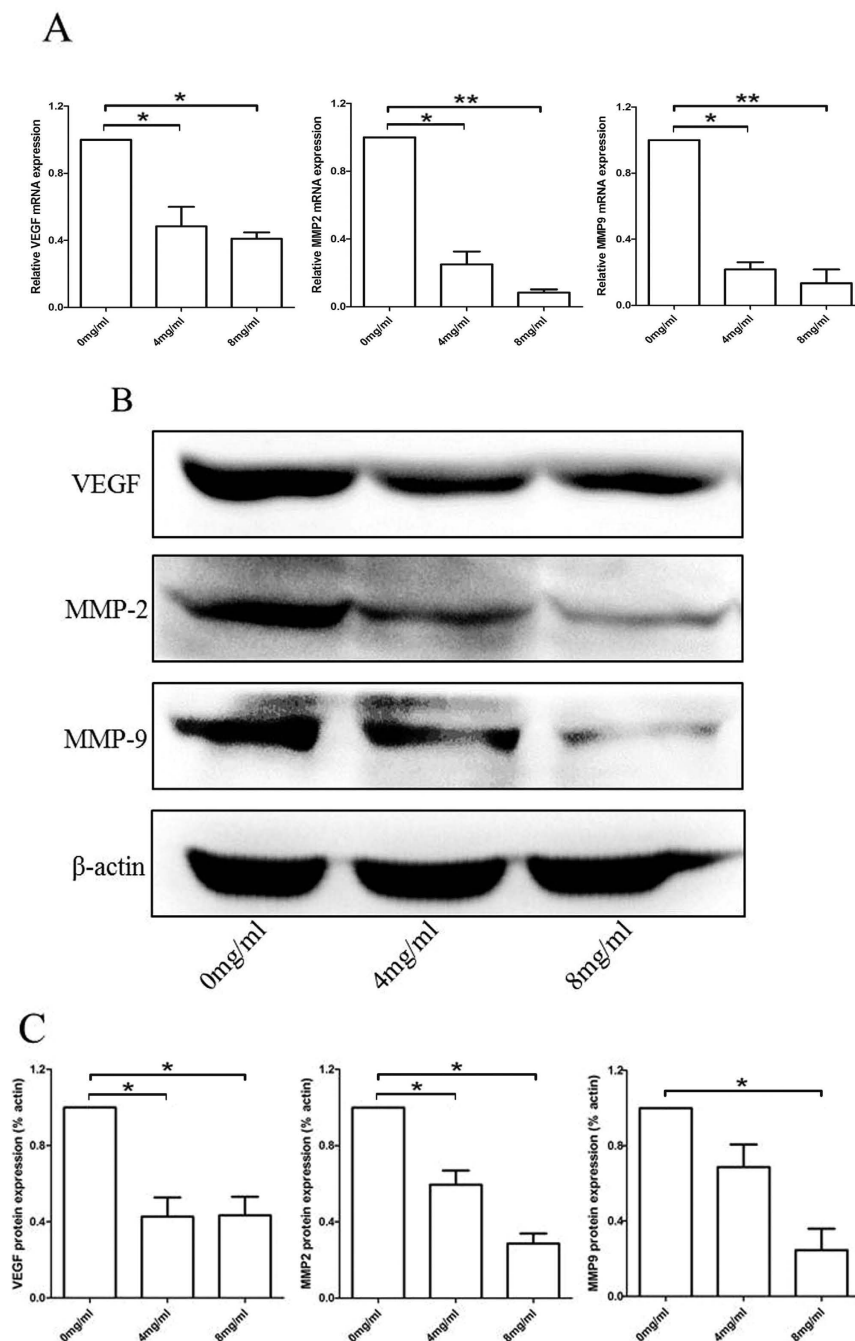 A
Relative VEGF mRNA expression
1.2
0.8
0.4
0.0
*
*
0mg/ml
4mg/ml
8mg/ml
Relative MMP2 mRNA expression
1.2
0.8
0.4
0.0
**
*
0mg/ml
4mg/ml
8mg/ml
Relative MMP9 mRNA expression
1.2
0.8
0.4
0.0
**
*
0mg/ml
4mg/ml
8mg/ml
B
VEGF
MMP-2
MMP-9
β-actin
0mg/ml
4mg/ml
8mg/ml
C
VEGF protein expression (% actin)
1.2
0.8
0.4
0.0
*
*
0mg/ml
4mg/ml
8mg/ml
MMP2 protein expression (% actin)
1.2
0.8
0.4
0.0
*
*
0mg/ml
4mg/ml
8mg/ml
MMP9 protein expression (% actin)
1.2
0.8
0.4
0.0
*
0mg/ml
4mg/ml
8mg/ml